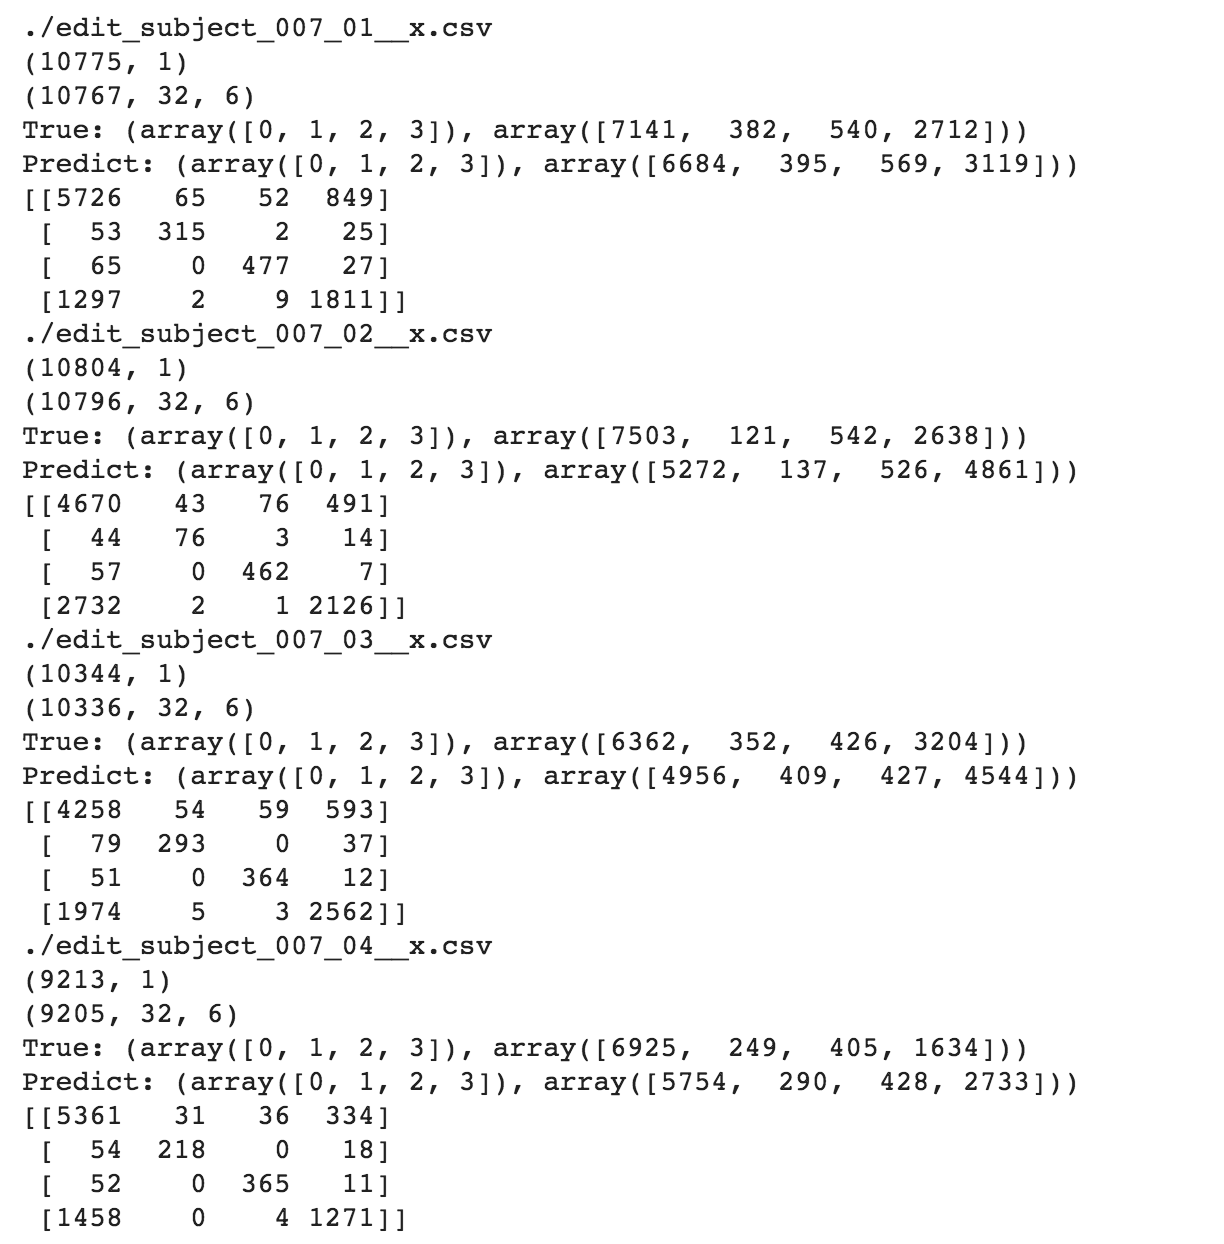 ./edit_subject_007_01__x.csv
(10775, 1)
(10767, 32, 6)
True: (array([0, 1, 2, 3]), array([7141,  382,  540, 2712]))
Predict: (array([0, 1, 2, 3]), array([6684,  395,  569, 3119]))
[[5726   65   52  849]
 [  53  315    2   25]
 [  65    0  477   27]
 [1297    2    9 1811]]
./edit_subject_007_02__x.csv
(10804, 1)
(10796, 32, 6)
True: (array([0, 1, 2, 3]), array([7503,  121,  542, 2638]))
Predict: (array([0, 1, 2, 3]), array([5272,  137,  526, 4861]))
[[4670   43   76  491]
 [  44   76    3   14]
 [  57    0  462    7]
 [2732    2    1 2126]]
./edit_subject_007_03__x.csv
(10344, 1)
(10336, 32, 6)
True: (array([0, 1, 2, 3]), array([6362,  352,  426, 3204]))
Predict: (array([0, 1, 2, 3]), array([4956,  409,  427, 4544]))
[[4258   54   59  593]
 [  79  293    0   37]
 [  51    0  364   12]
 [1974    5    3 2562]]
./edit_subject_007_04__x.csv
(9213, 1)
(9205, 32, 6)
True: (array([0, 1, 2, 3]), array([6925,  249,  405, 1634]))
Predict: (array([0, 1, 2, 3]), array([5754,  290,  428, 2733]))
[[5361   31   36  334]
 [  54  218    0   18]
 [  52    0  365   11]
 [1458    0    4 1271]]